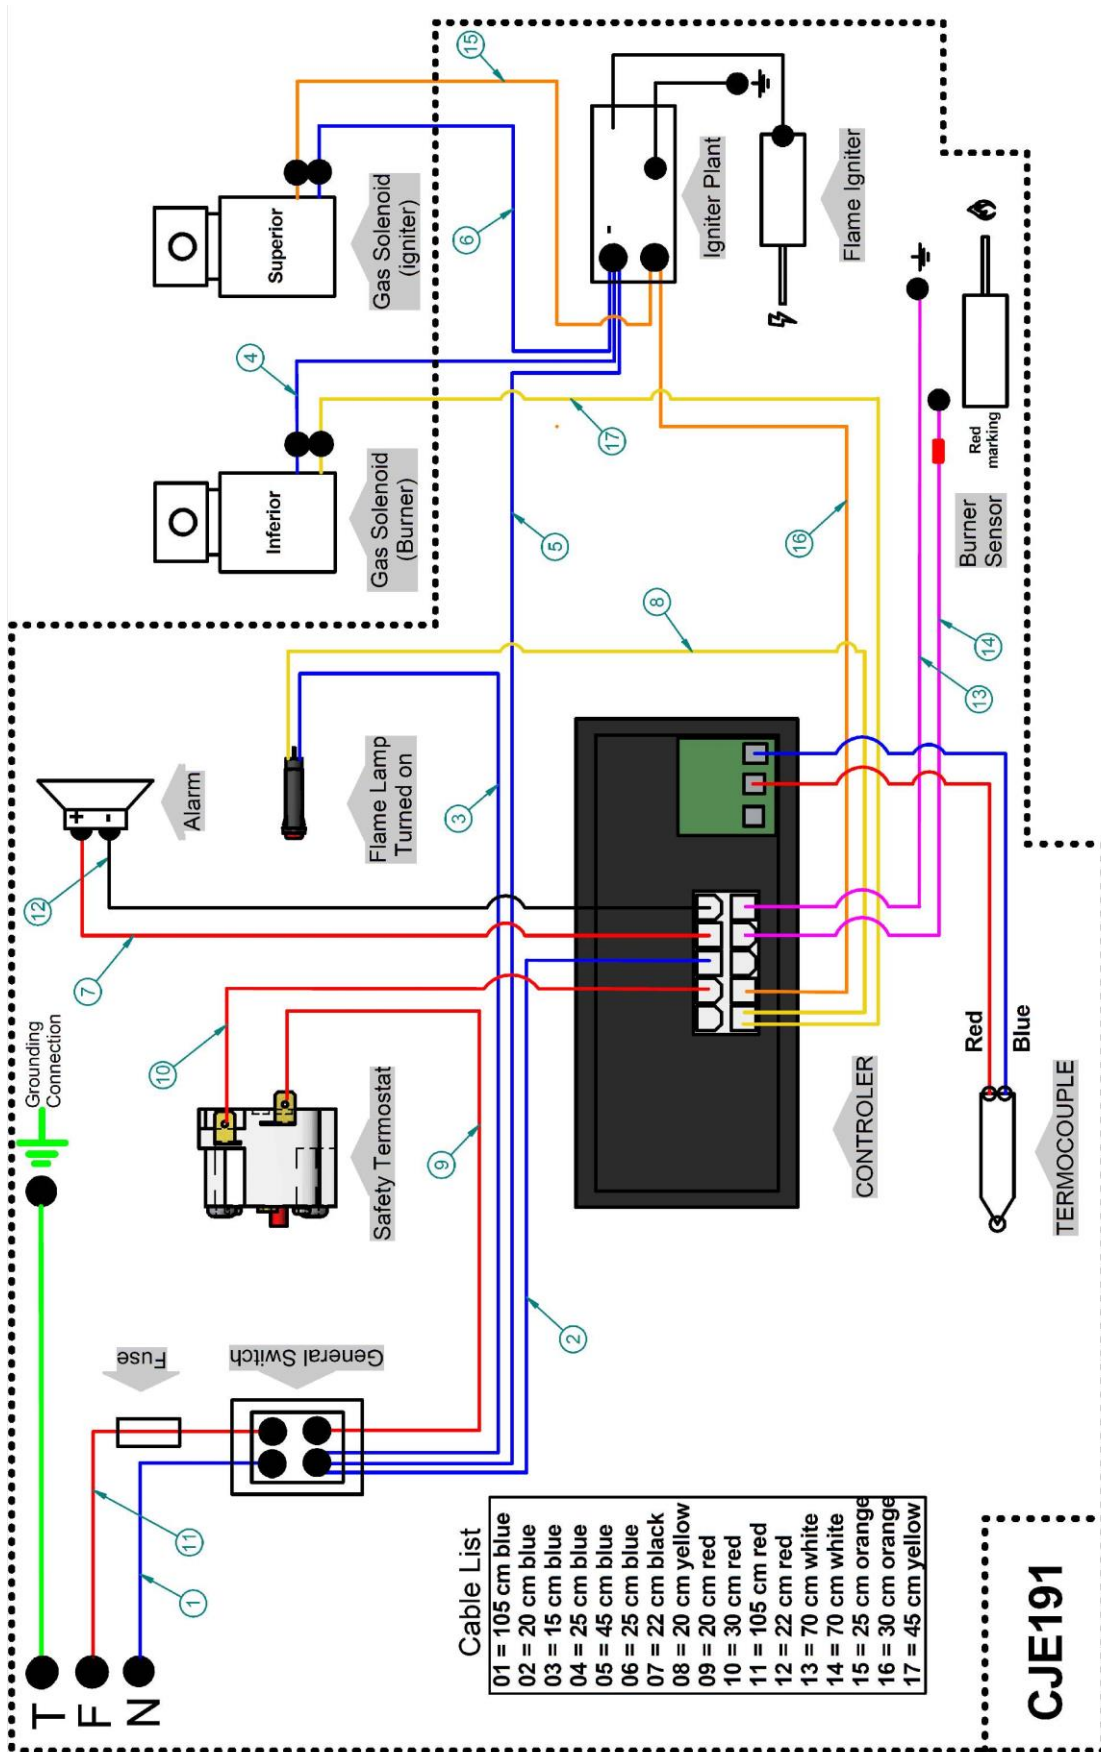 T
F
N
Grounding
Connection
Fuse
General Switch
Safety Termostat
Alarm
+
-
Flame Lamp
Turned on
Inferior
Gas Solenoid
(Burner)
Superior
Gas Solenoid
(igniter)
-
Igniter Plant
Flame Igniter
Burner
Sensor
Red
marking
CONTROLER
TERMOCOUPLE
Red
Blue
1
11
2
9
10
7
12
3
8
5
4
17
16
6
15
13
14
Cable List
01 = 105 cm blue
02 = 20 cm blue
03 = 15 cm blue
04 = 25 cm blue
05 = 45 cm blue
06 = 25 cm blue
07 = 22 cm black
08 = 20 cm yellow
09 = 20 cm red
10 = 30 cm red
11 = 105 cm red
12 = 22 cm red
13 = 70 cm white
14 = 70 cm white
15 = 25 cm orange
16 = 30 cm orange
17 = 45 cm yellow
CJE191